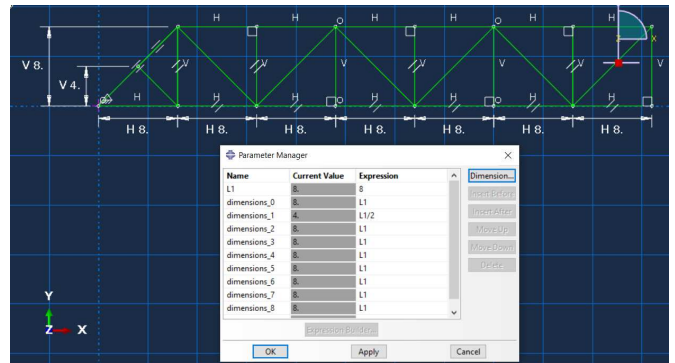 H H H H H
V 8.
V V V V
V 4.
H H H H H H H
H 8. H 8. H 8. H 8. H 8. H 8. H 8.
Parameter Manager
Name Current Value Expression
L1 8. 8
dimensions_0 8. L1
dimensions_1 4. L1/2
dimensions_2 8. L1
dimensions_3 8. L1
dimensions_4 8. L1
dimensions_5 8. L1
dimensions_6 8. L1
dimensions_7 8. L1
dimensions_8 8. L1
Dimension...
Insert Before
Insert After
Move Up
Move Down
Delete
Expression Builder...
OK Apply Cancel
Y
Z X